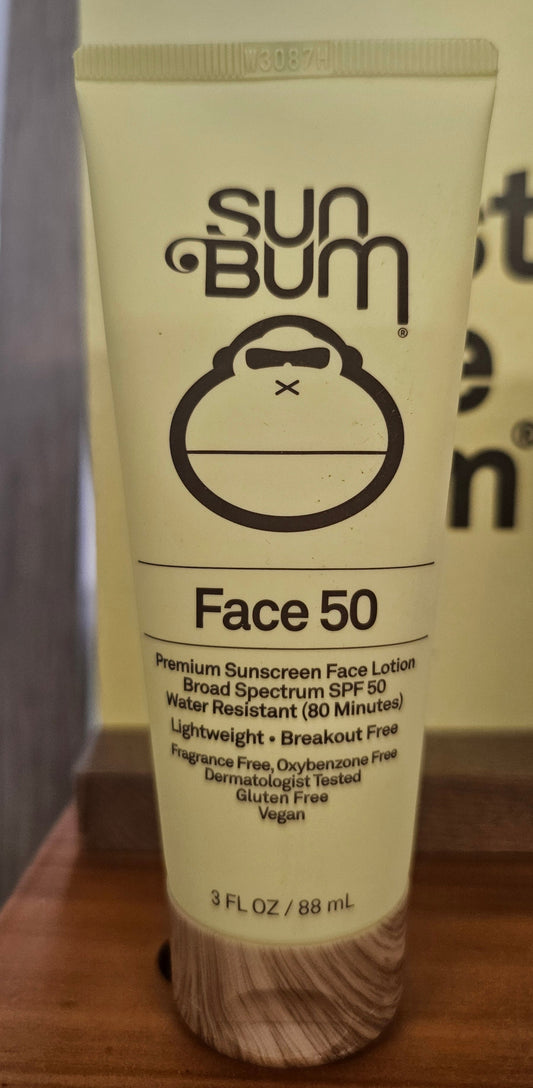 W3087H
SUN
BUM®
Face 50
Premium Sunscreen Face Lotion
Broad Spectrum SPF 50
Water Resistant (80 Minutes)
Lightweight • Breakout Free
Fragrance Free, Oxybenzone Free
Dermatologist Tested
Gluten Free
Vegan
3 FL OZ / 88 mL